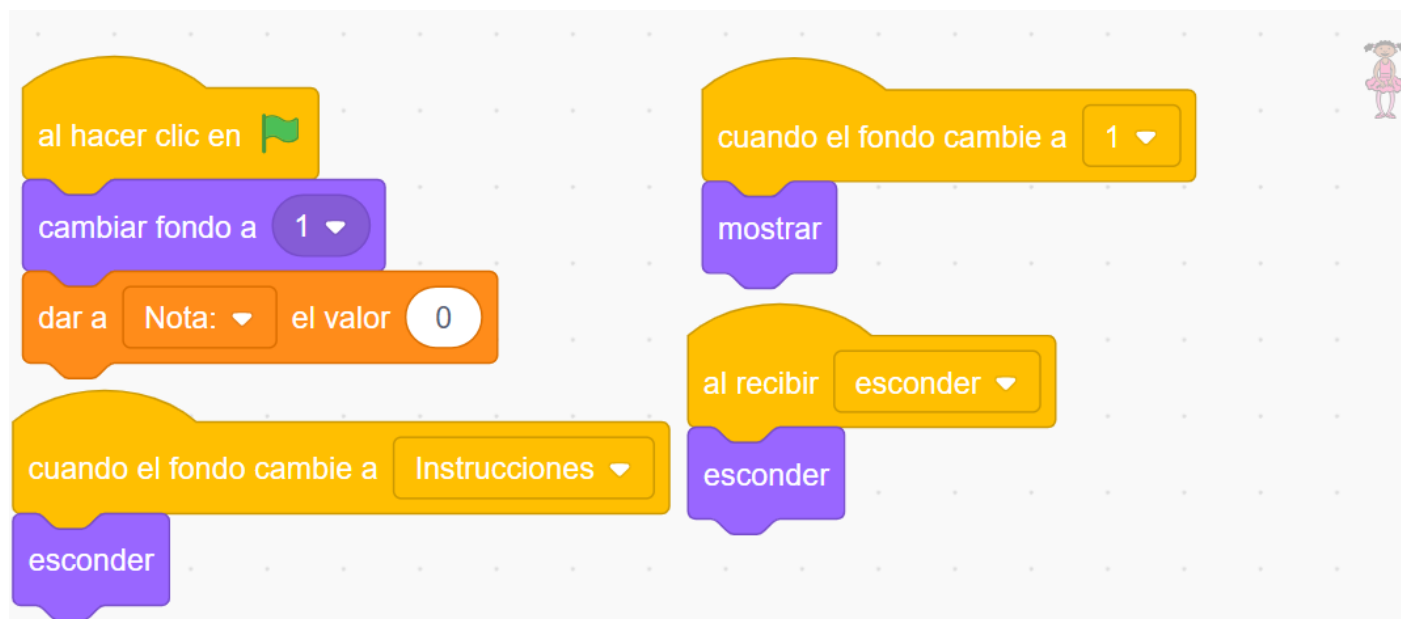 al hacer clic en
cambiar fondo a 1
dar a Nota: el valor 0
cuando el fondo cambie a Instrucciones
esconder
cuando el fondo cambie a 1
mostrar
al recibir esconder
esconder